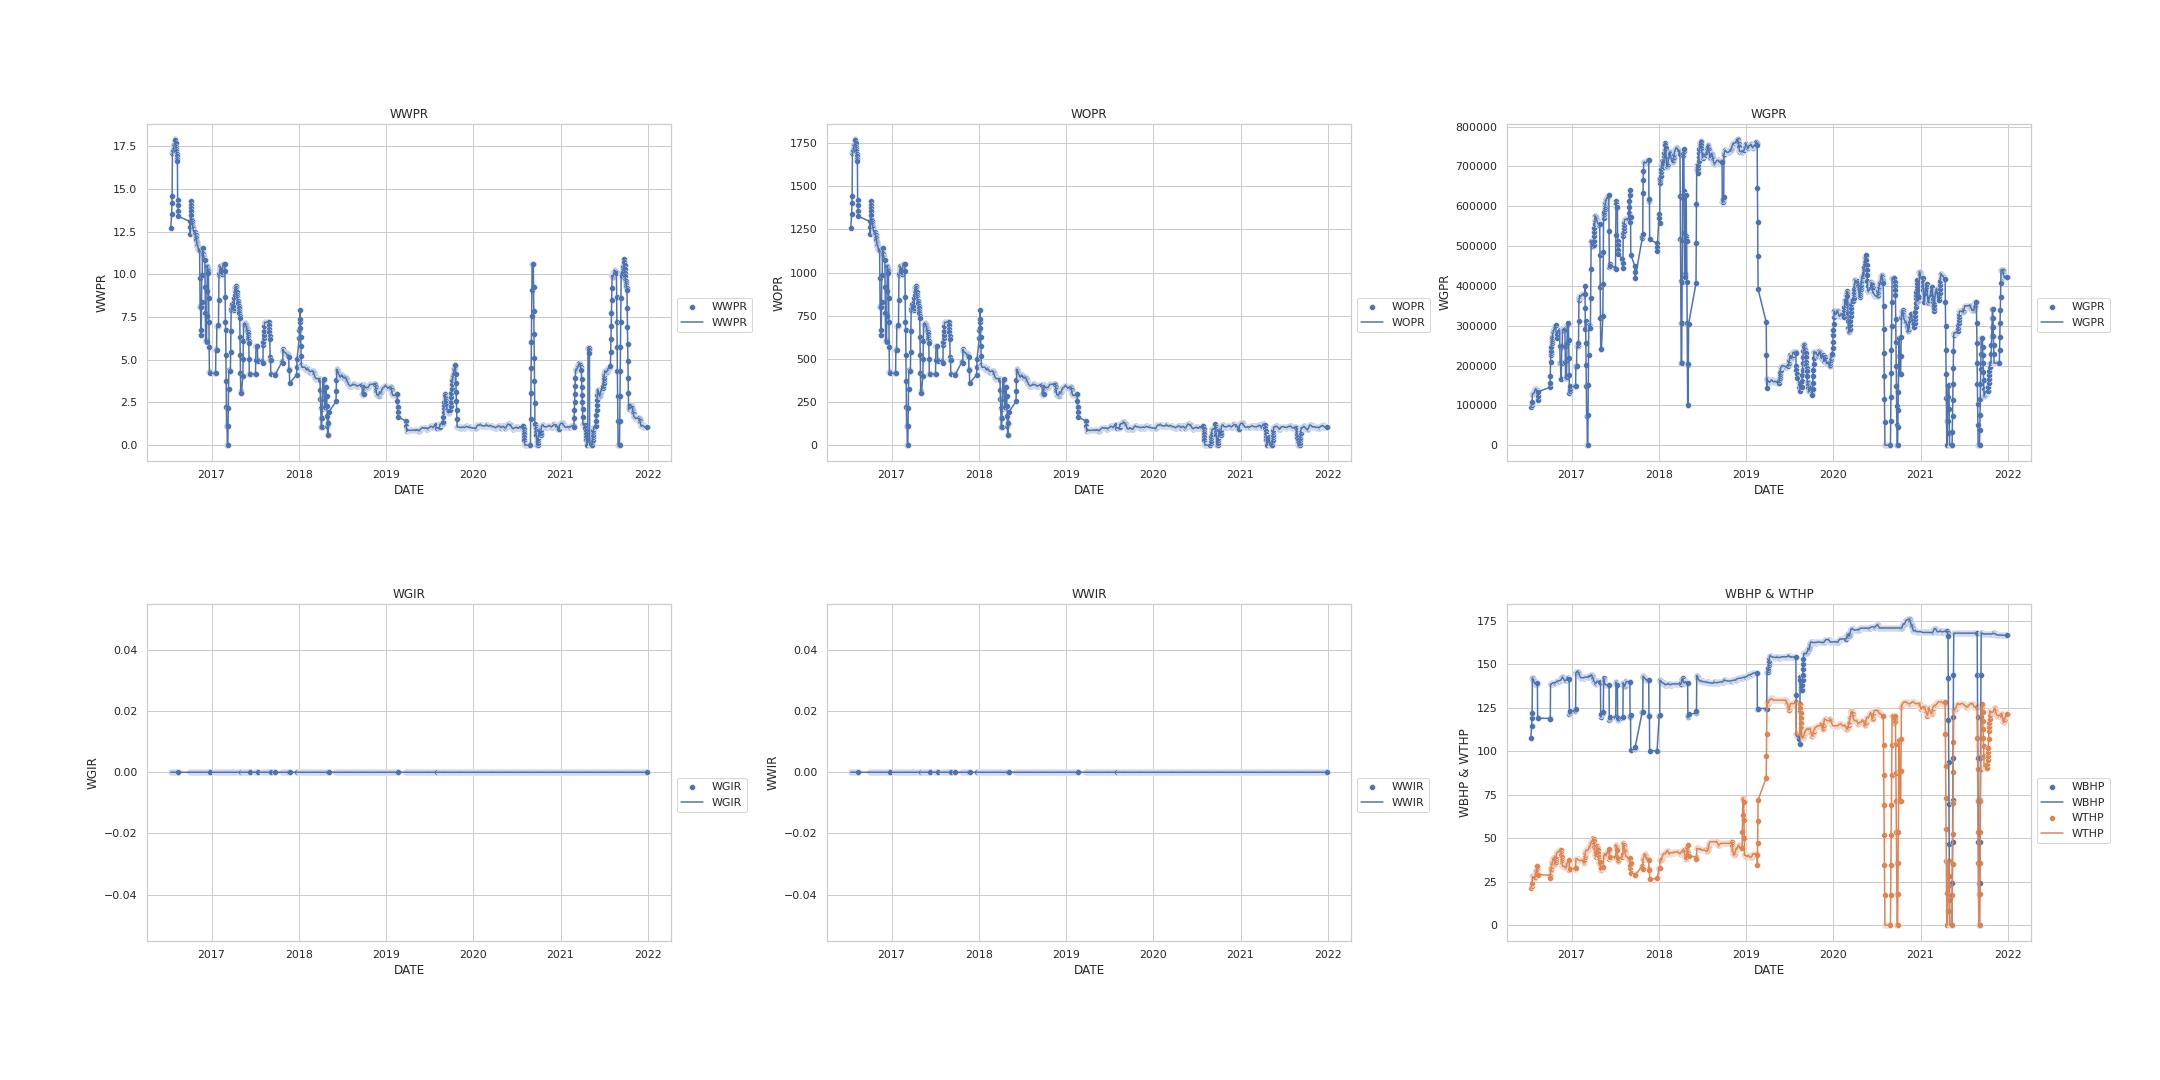 WWPR
WWPR
17.5
15.0
12.5
10.0
7.5
5.0
2.5
0.0
2017 2018 2019 2020 2021 2022
DATE
WWPR
WWPR
WOPR
WOPR
1750
1500
1250
1000
750
500
250
0
2017 2018 2019 2020 2021 2022
DATE
WOPR
WOPR
WGPR
WGPR
800000
700000
600000
500000
400000
300000
200000
100000
0
2017 2018 2019 2020 2021 2022
DATE
WGPR
WGPR
WGIR
WGIR
0.04
0.02
0.00
−0.02
−0.04
2017 2018 2019 2020 2021 2022
DATE
WGIR
WGIR
WWIR
WWIR
0.04
0.02
0.00
−0.02
−0.04
2017 2018 2019 2020 2021 2022
DATE
WWIR
WWIR
WBHP & WTHP
WBHP & WTHP
175
150
125
100
75
50
25
0
2017 2018 2019 2020 2021 2022
DATE
WBHP
WBHP
WTHP
WTHP